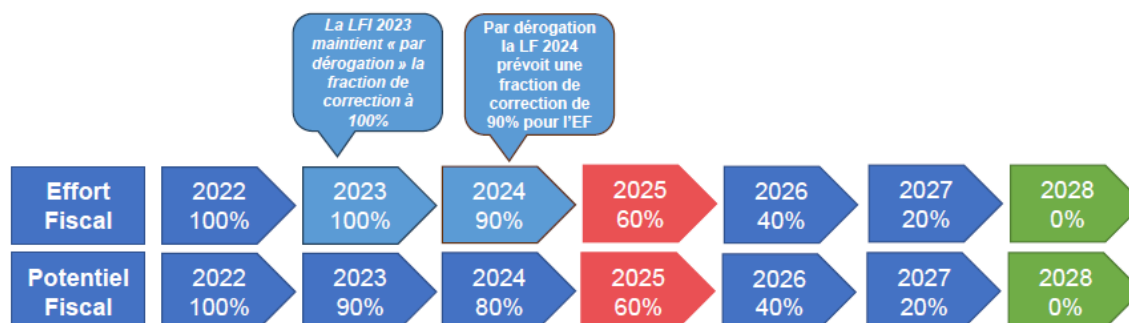 La LFI 2023
maintient « par
dérogation » la
fraction de
correction à
100%
Par dérogation
la LF 2024
prévoit une
fraction de
correction de
90% pour l'EF
Effort
Fiscal
2022
100%
2023
100%
2024
90%
2025
60%
2026
40%
2027
20%
2028
0%
Potentiel
Fiscal
2022
100%
2023
90%
2024
80%
2025
60%
2026
40%
2027
20%
2028
0%